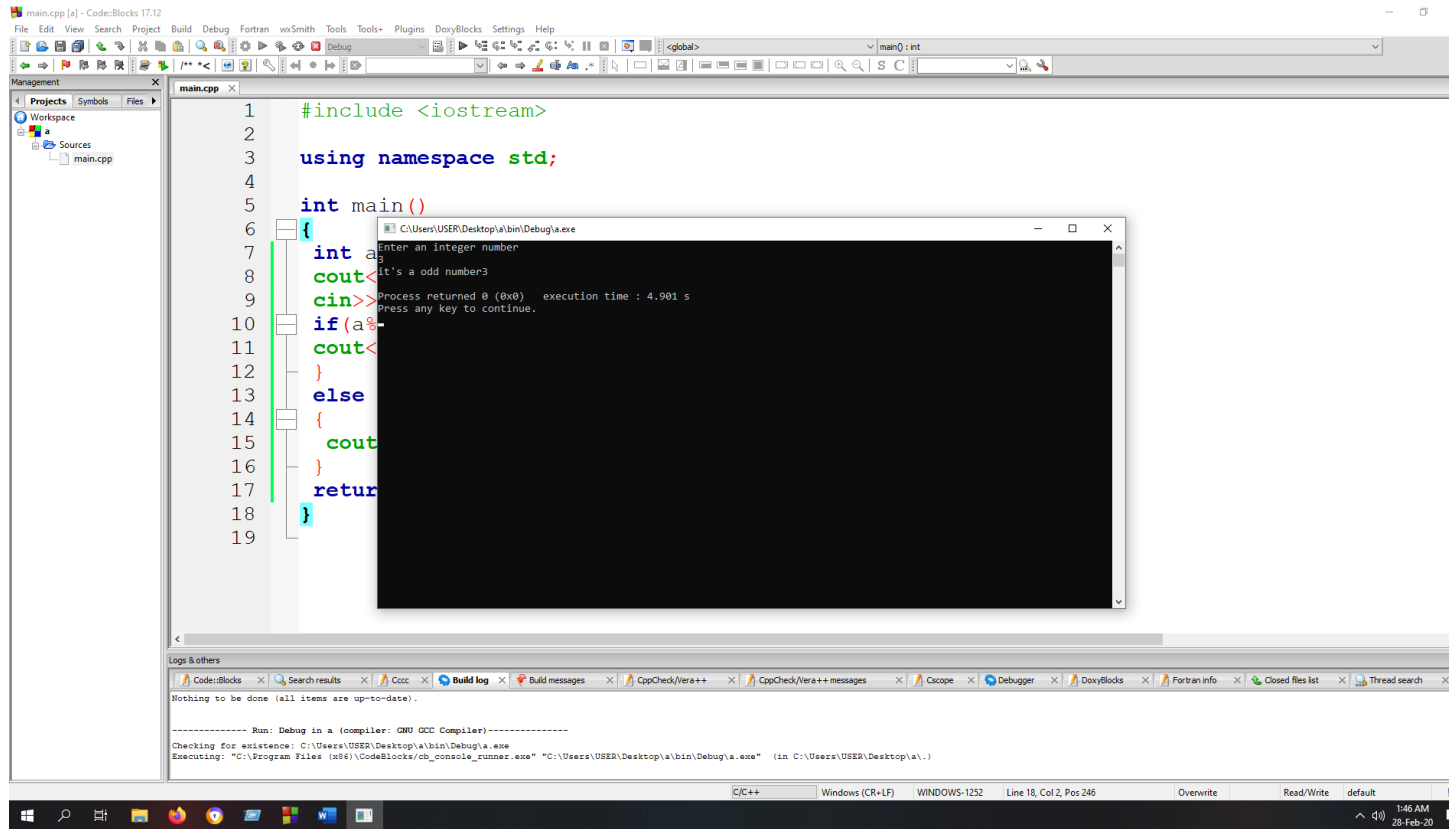 main.cpp [a] - Code::Blocks 17.12
File Edit View Search Project Build Debug Fortran wxSmith Tools Tools+ Plugins DoxyBlocks Settings Help
Debug <global> main() : int
/** *< .* S C
Management
Projects Symbols Files
Workspace
a
Sources
main.cpp
main.cpp
1 #include <iostream>
2
3 using namespace std;
4
5 int main()
6 {
7 int a
8 cout<
9 cin>>
10 if(a%
11 cout<
12 }
13 else
14 {
15 cout
16 }
17 retur
18 }
19
C:\Users\USER\Desktop\a\bin\Debug\a.exe
Enter an integer number
3
it's a odd number3
Process returned 0 (0x0) execution time : 4.901 s
Press any key to continue.
Logs & others
Code::Blocks Search results Cccc Build log Build messages CppCheck/Vera++ CppCheck/Vera++ messages Cscope Debugger DoxyBlocks Fortran info Closed files list Thread search
Nothing to be done (all items are up-to-date).
-------------- Run: Debug in a (compiler: GNU GCC Compiler)---------------
Checking for existence: C:\Users\USER\Desktop\a\bin\Debug\a.exe
Executing: "C:\Program Files (x86)\CodeBlocks/cb_console_runner.exe" "C:\Users\USER\Desktop\a\bin\Debug\a.exe" (in C:\Users\USER\Desktop\a\.)
C/C++ Windows (CR+LF) WINDOWS-1252 Line 18, Col 2, Pos 246 Overwrite Read/Write default
1:46 AM
28-Feb-20